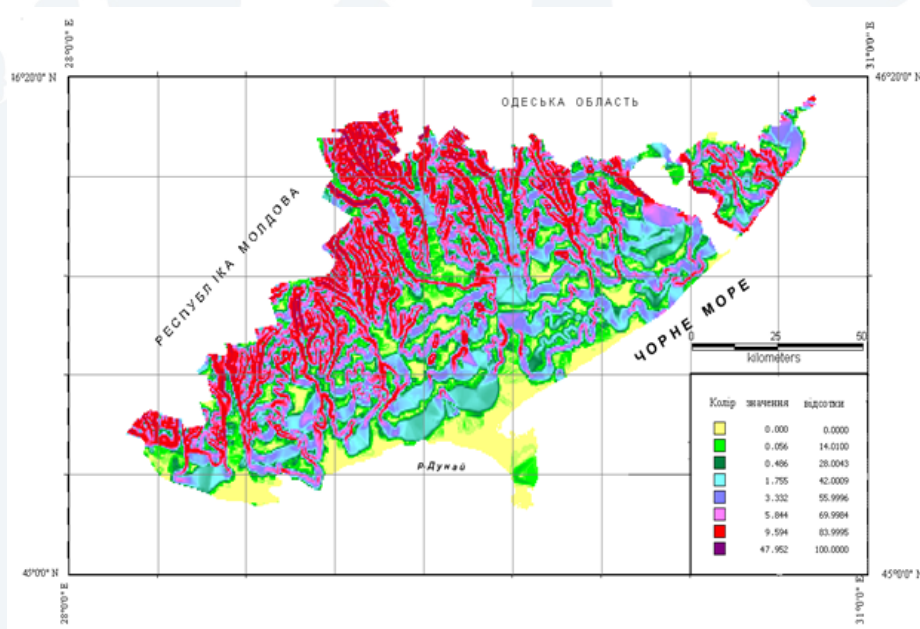 28°0'0" E
31°0'0" E
46°20'0" N
46°20'0" N
ОДЕСЬКА ОБЛАСТЬ
РЕСПУБЛІКА МОЛДОВА
ЧОРНЕ МОРЕ
0 25 50
kilometers
р.Дунай
Колір значення відсотки
0.000 0.0000
0.056 14.0100
0.486 28.0043
1.755 42.0009
3.332 55.9996
5.844 69.9984
9.594 83.9995
47.952 100.0000
45°0'0" N
45°0'0" N
28°0'0" E
31°0'0" E